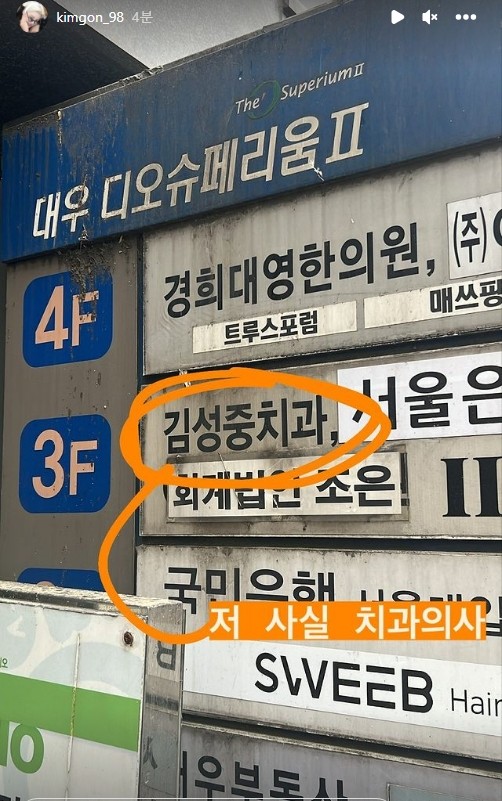 kimgon_98 4분
The' Superium Ⅱ
대우 디오슈페리움Ⅱ
4F
경희대영한의원, ㈜
트루스포럼 매쓰팡
3F
김성중치과, 서울은
회계법인 조은
국민은행
저 사실 치과의사
SWEEB Hair